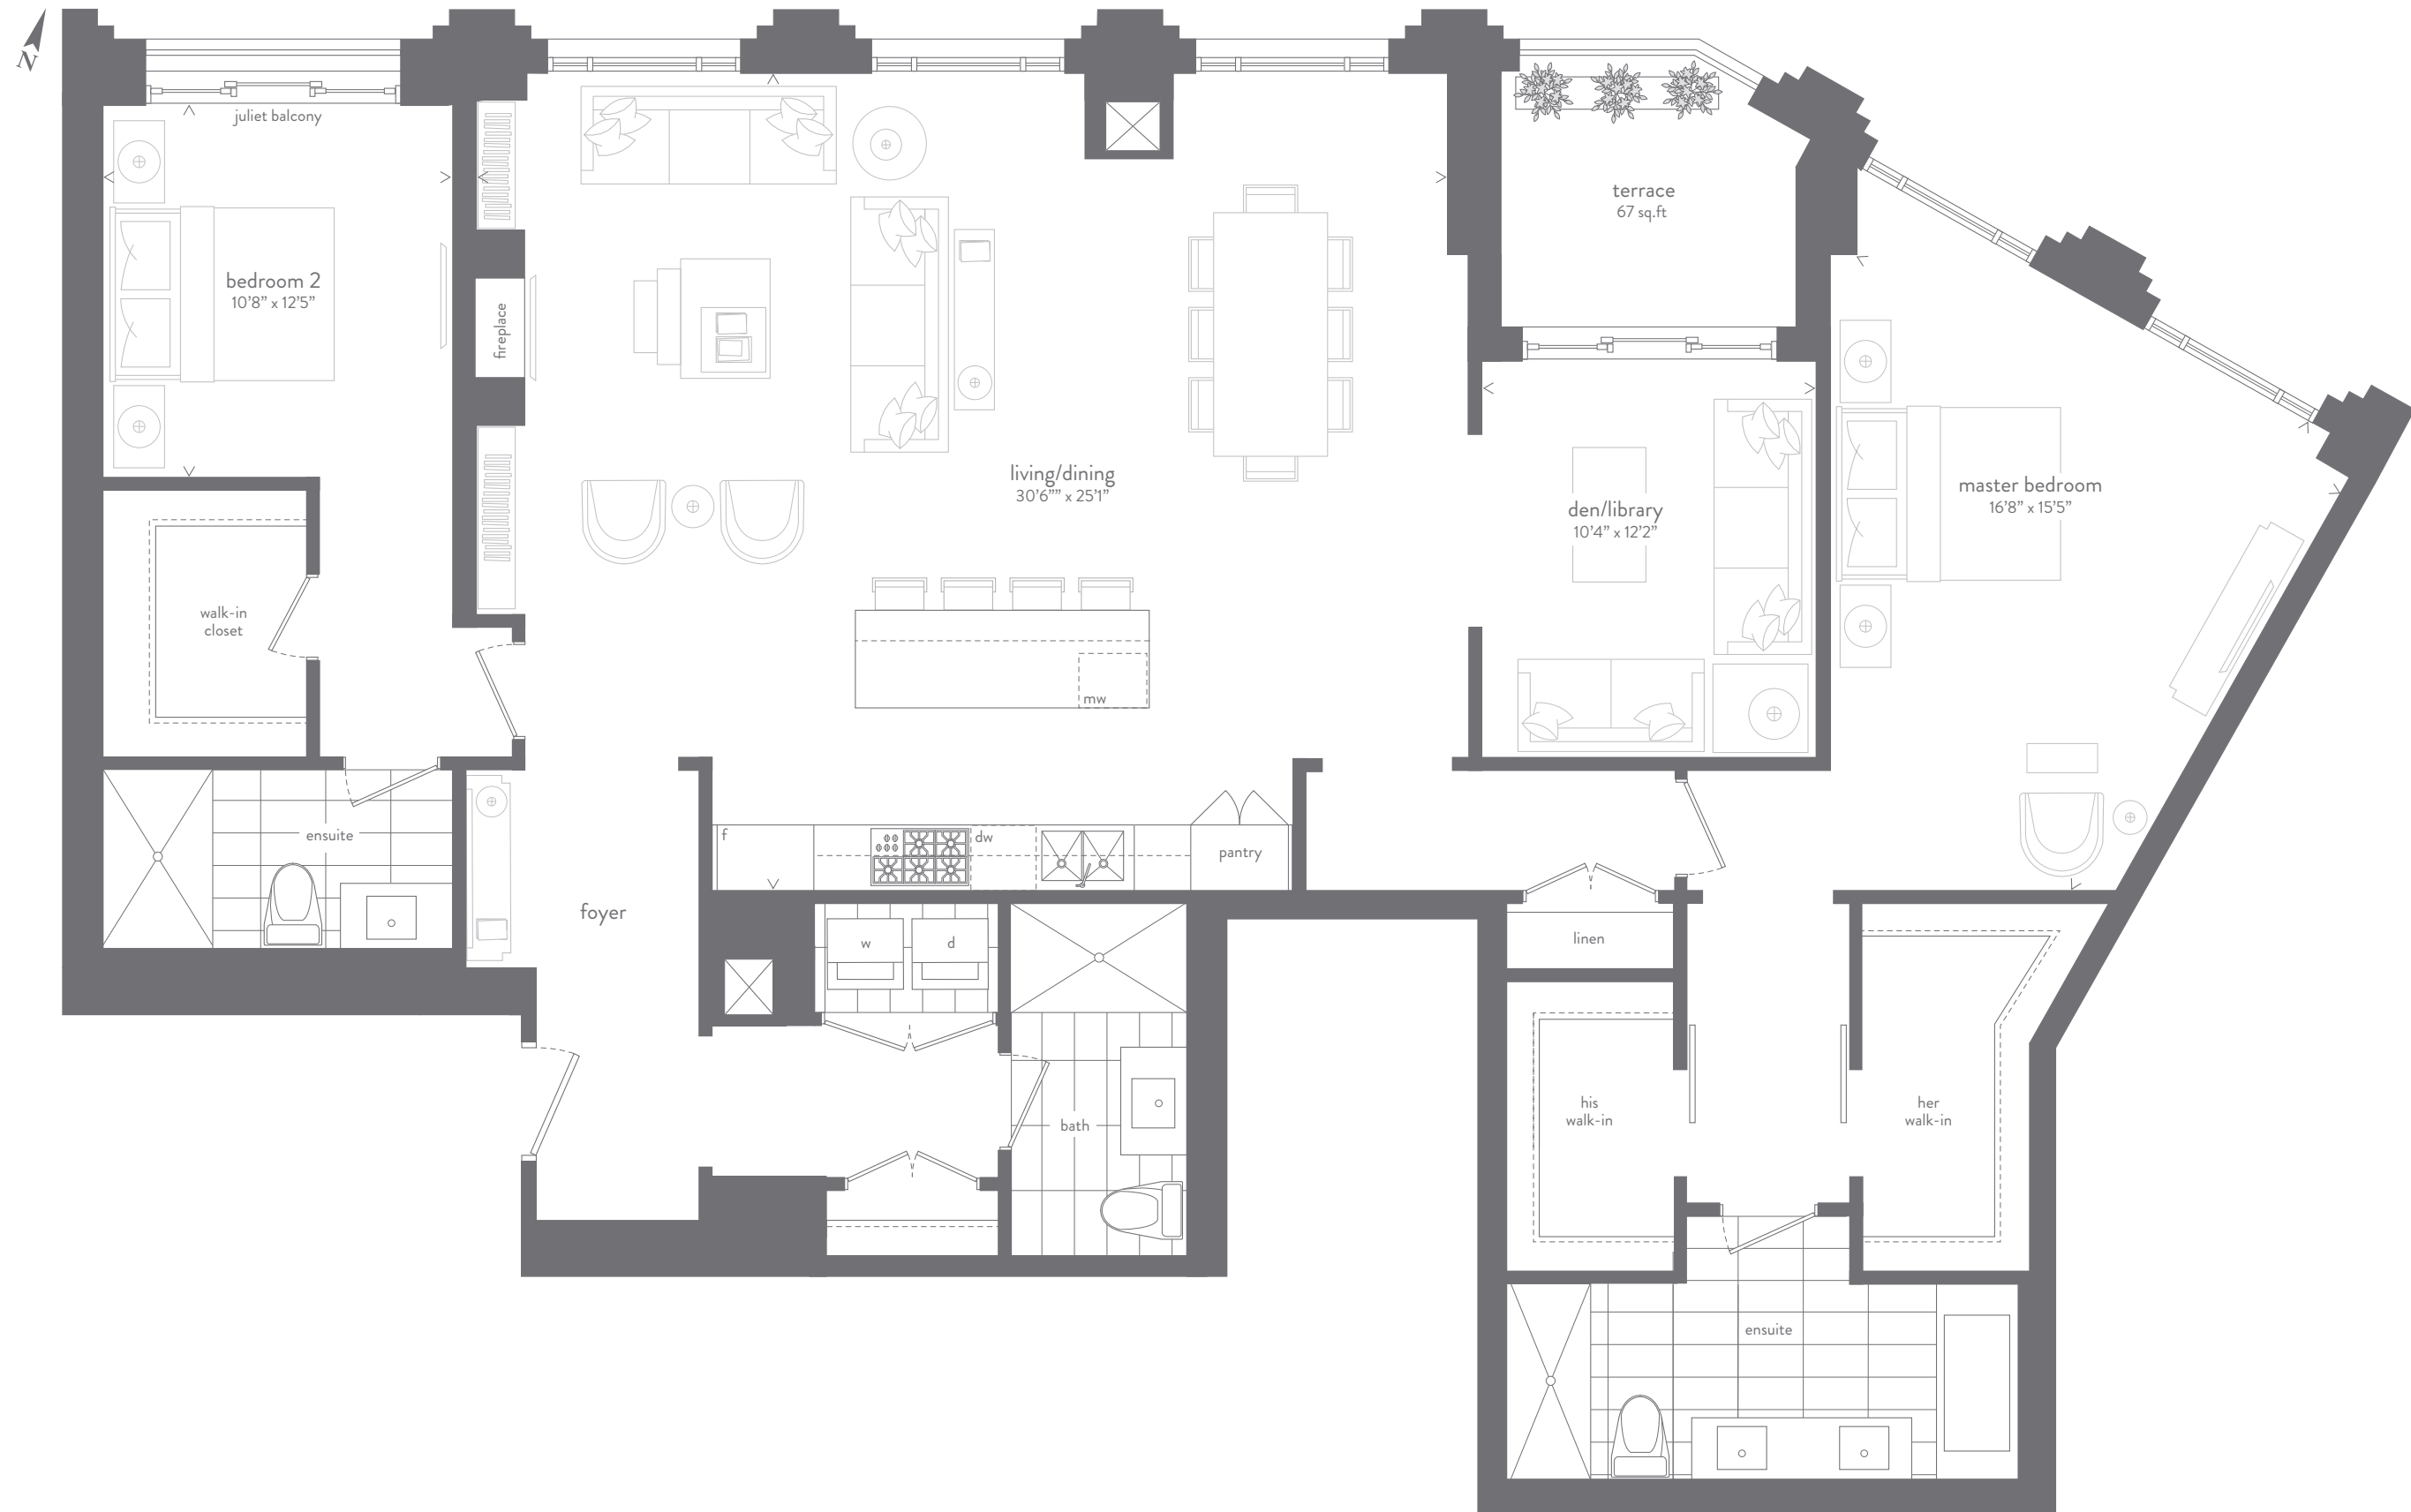 N
juliet balcony
bedroom 2
10'8” x 12'5”
fireplace
living/dining
30'6”” x 25'1”
terrace
67 sq.ft
den/library
10'4” x 12'2”
master bedroom
16'8” x 15'5”
walk-in
closet
mw
ensuite
f
dw
pantry
foyer
w
d
linen
bath
his
walk-in
her
walk-in
ensuite